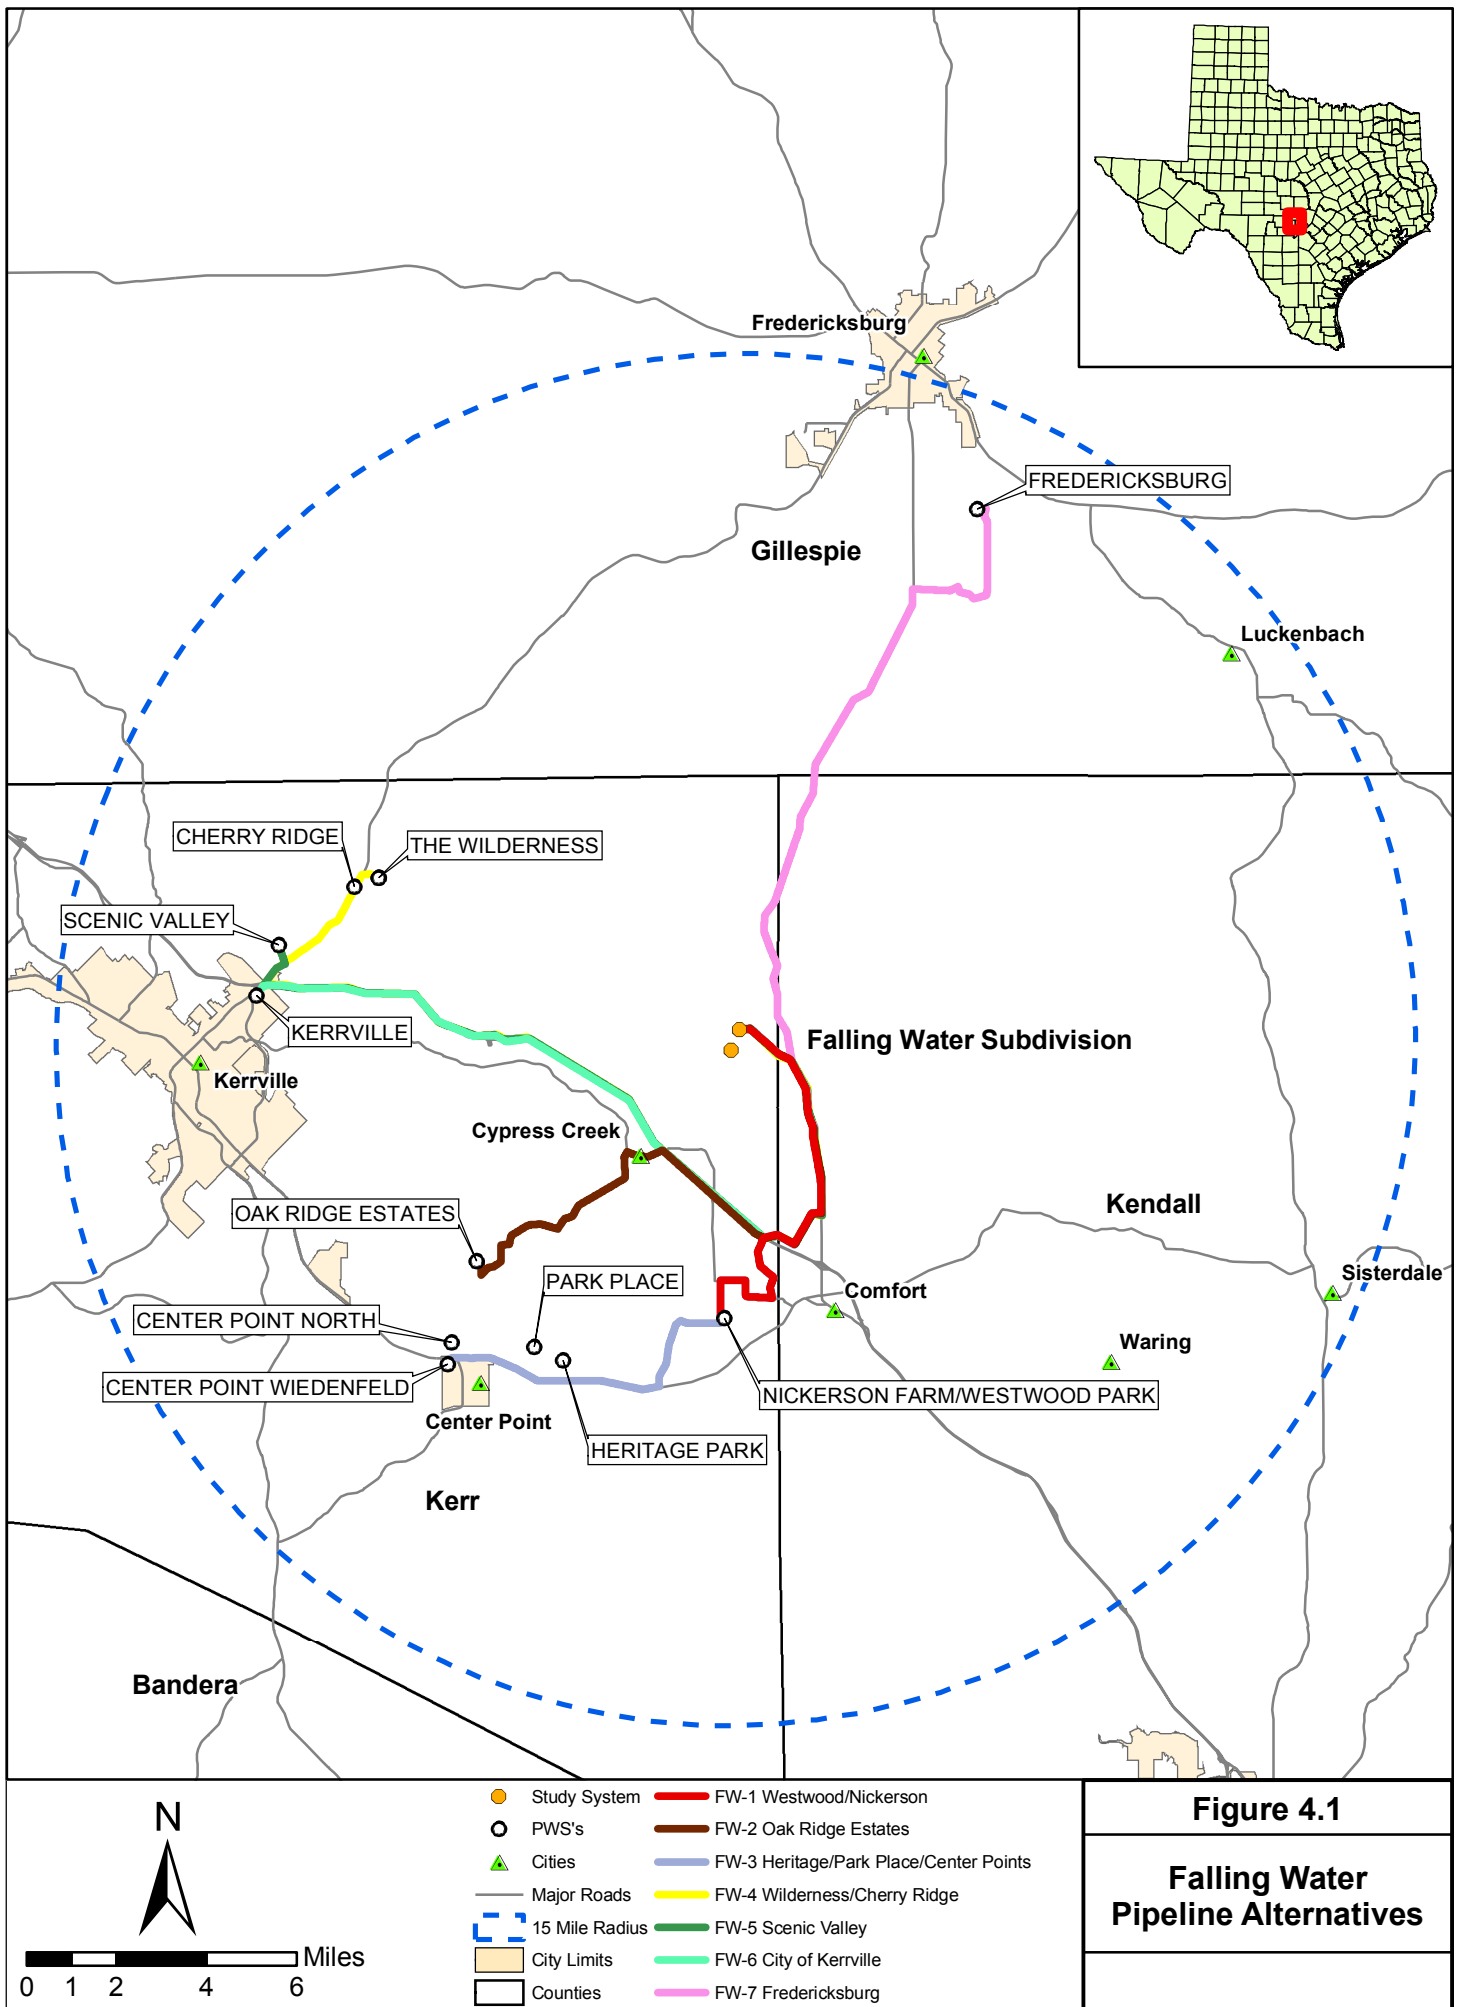 Fredericksburg
FREDERICKSBURG
Gillespie
Luckenbach
CHERRY RIDGE
THE WILDERNESS
SCENIC VALLEY
KERRVILLE
Falling Water Subdivision
Kerrville
Cypress Creek
Kendall
OAK RIDGE ESTATES
PARK PLACE
Sisterdale
Comfort
CENTER POINT NORTH
Waring
CENTER POINT WIEDENFELD
NICKERSON FARM/WESTWOOD PARK
Center Point
HERITAGE PARK
Kerr
Bandera
N
Miles
0 1 2 4 6
Study System
PWS's
Cities
Major Roads
15 Mile Radius
City Limits
Counties
FW-1 Westwood/Nickerson
FW-2 Oak Ridge Estates
FW-3 Heritage/Park Place/Center Points
FW-4 Wilderness/Cherry Ridge
FW-5 Scenic Valley
FW-6 City of Kerrville
FW-7 Fredericksburg
Figure 4.1
Falling Water
Pipeline Alternatives